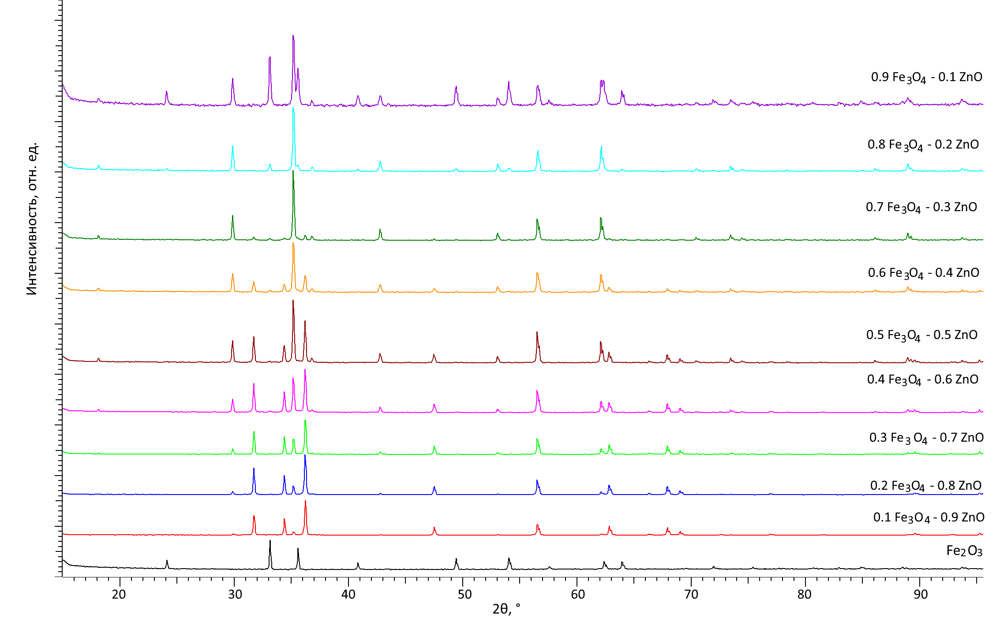 0.9 Fe3O4 - 0.1 ZnO
0.8 Fe3O4 - 0.2 ZnO
0.7 Fe3O4 - 0.3 ZnO
0.6 Fe3O4 - 0.4 ZnO
0.5 Fe3O4 - 0.5 ZnO
0.4 Fe3O4 - 0.6 ZnO
0.3 Fe3O4 - 0.7 ZnO
0.2 Fe3O4 - 0.8 ZnO
0.1 Fe3O4 - 0.9 ZnO
Fe2O3
Интенсивность, отн. ед.
20 30 40 50 60 70 80 90
2θ, °